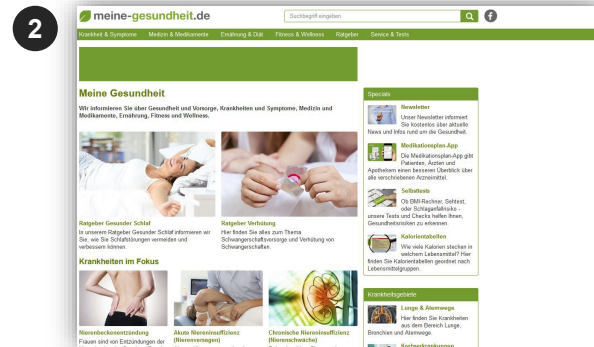 2
meine-gesundheit.de
Suchbegriff eingeben
Krankheit & Symptome Medizin & Medikamente Ernährung & Diät Fitness & Wellness Ratgeber Service & Tests
Meine Gesundheit
Wir informieren Sie über Gesundheit und Vorsorge, Krankheiten und Symptome, Medizin und
Medikamente, Ernährung, Fitness und Wellness.
Ratgeber Gesunder Schlaf
In unserem Ratgeber Gesunder Schlaf informieren wir
Sie, wie Sie Schlafstörungen vermeiden und
verbessern können.
Ratgeber Verhütung
Hier finden Sie alles zum Thema
Schwangerschaftsvorsorge und Verhütung von
Schwangerschaften.
Krankheiten im Fokus
Nierenbeckenentzündung
Frauen sind von Entzündungen der
Akute Niereninsuffizienz
(Nierenversagen)
Chronische Niereninsuffizienz
(Nierenschwäche)
Specials
Newsletter
Unser Newsletter informiert
Sie kostenlos über aktuelle
News und Infos rund um die Gesundheit.
Medikationsplan-App
Die Medikationsplan-App gibt
Patienten, Ärzten und
Apothekern einen besseren Überblick über
alle verschriebenen Arzneimittel.
Selbsttests
Ob BMI-Rechner, Sehtest,
oder Schlaganfallrisiko -
unsere Tests und Checks helfen Ihnen,
Gesundheitsrisiken zu erkennen.
Kalorientabellen
Wie viele Kalorien stecken in
welchem Lebensmittel? Hier
finden Sie Kalorientabellen geordnet nach
Lebensmittelgruppen.
Krankheitsgebiete
Lunge & Atemwege
Hier finden Sie Krankheiten
aus dem Bereich Lunge,
Bronchien und Atemwege.
Krebserkrankungen